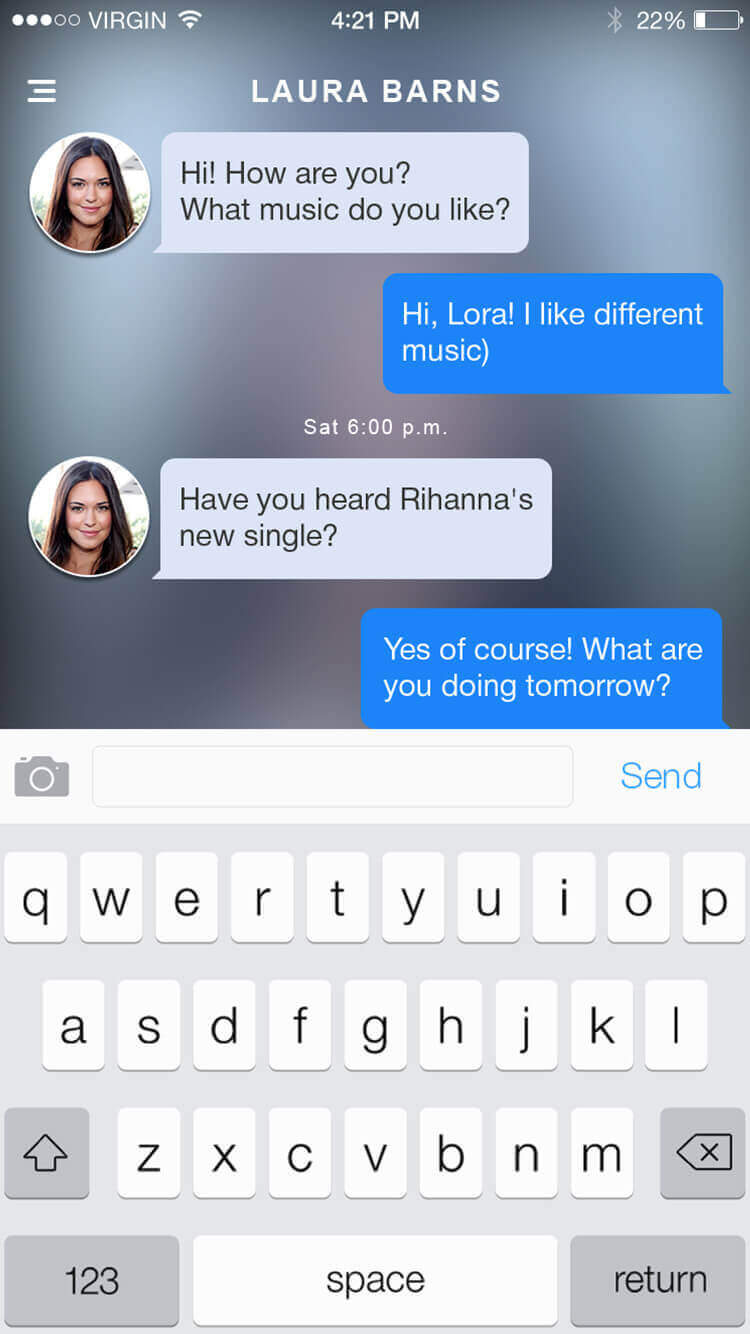 VIRGIN 4:21 PM 22%
LAURA BARNS
Hi! How are you?
What music do you like?
Hi, Lora! I like different
music)
Sat 6:00 p.m.
Have you heard Rihanna's
new single?
Yes of course! What are
you doing tomorrow?
Send
q w e r t y u i o p
a s d f g h j k l
z x c v b n m
123 space return